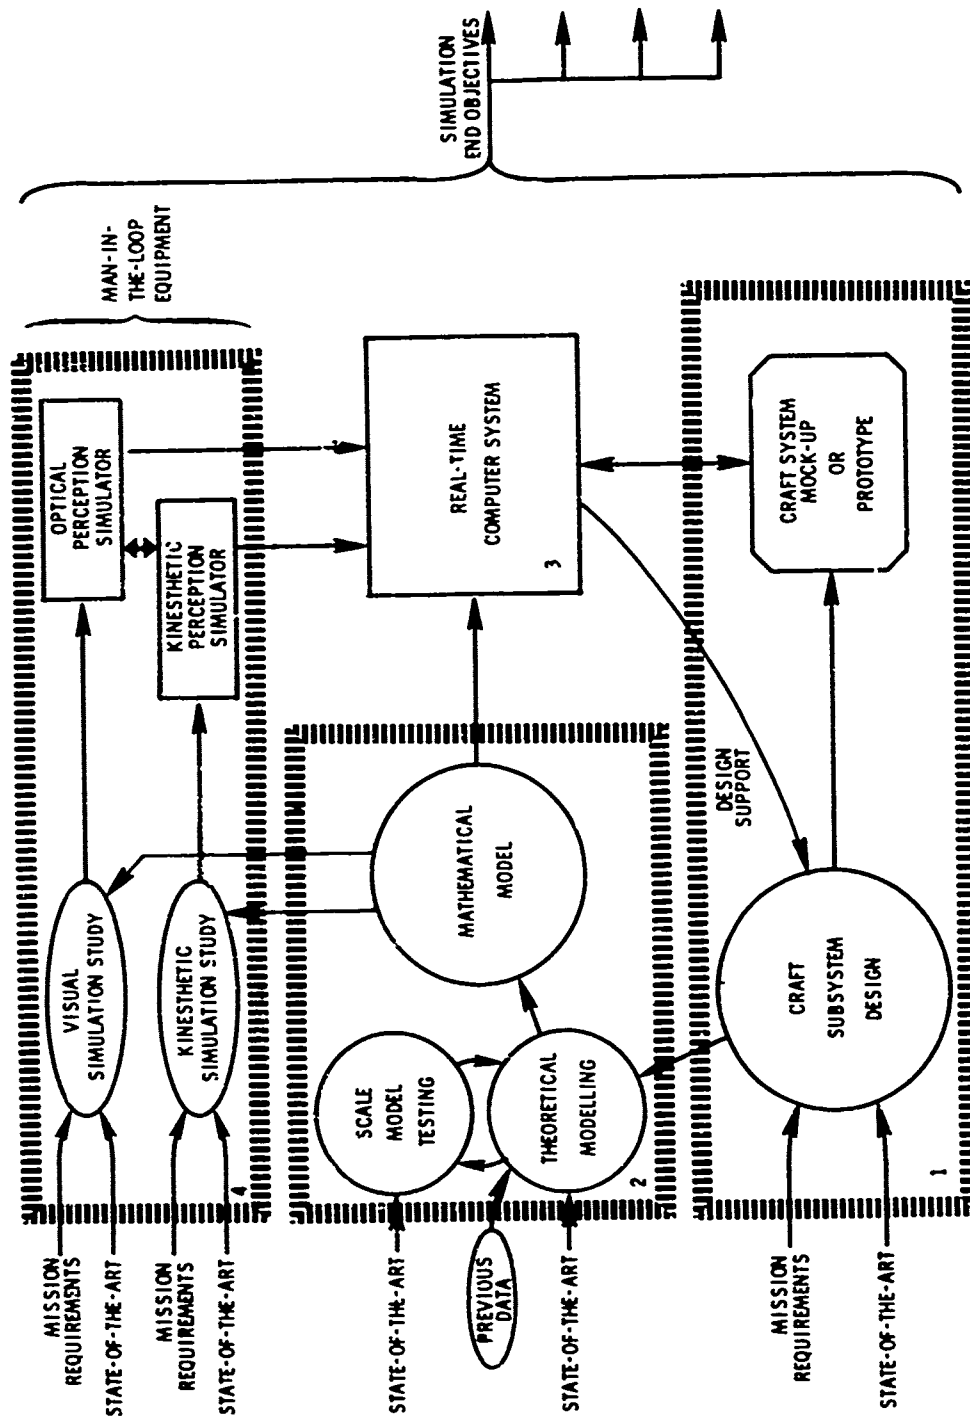 MISSION
REQUIREMENTS
STATE-OF-THE-ART
MISSION
REQUIREMENTS
STATE-OF-THE-ART
4
VISUAL
SIMULATION STUDY
KINESTHETIC
SIMULATION STUDY
OPTICAL
PERCEPTION
SIMULATOR
KINESTHETIC
PERCEPTION
SIMULATOR
MAN-IN-
THE-LOOP
EQUIPMENT
STATE-OF-THE-ART
PREVIOUS
DATA
STATE-OF-THE-ART
SCALE
MODEL
TESTING
THEORETICAL
MODELLING
2
MATHEMATICAL
MODEL
REAL-TIME
COMPUTER SYSTEM
3
SIMULATION
END OBJECTIVES
DESIGN
SUPPORT
MISSION
REQUIREMENTS
STATE-OF-THE-ART
1
CRAFT
SUBSYSTEM
DESIGN
CRAFT SYSTEM
MOCK-UP
OR
PROTOTYPE